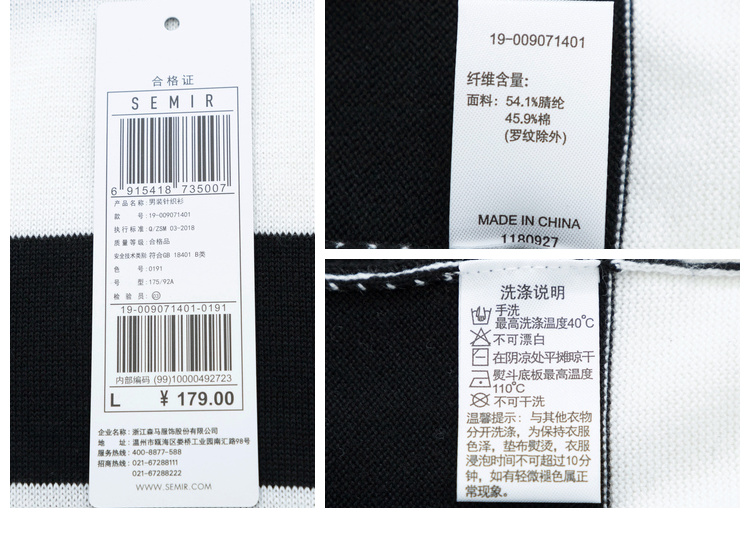 合格证
SEMIR
6 915418 735007
产品名称:男装针织衫
款 号:19-009071401
执行标准:Q/ZSM 03-2018
质量等级:合格品
安全技术类别 符合GB 18401 B类
色 号:0191
号 型:175/92A
检 验 员:
19-009071401-0191
内部编码 (99)10000492723
L ¥ 179.00
企业名称:浙江森马服饰股份有限公司
地 址:温州市瓯海区娄桥工业园南汇路98号
服务热线:400-8877-588
招商热线:021-67288111
021-67288222
WWW.SEMIR.COM
19-009071401
纤维含量:
面料:54.1%腈纶
45.9%棉
(罗纹除外)
MADE IN CHINA
1180927
洗涤说明
手洗
最高洗涤温度40℃
不可漂白
在阴凉处平摊晾干
熨斗底板最高温度
110℃
不可干洗
温馨提示:与其他衣物
分开洗涤,为保持衣服
色泽,垫布熨烫,衣服
浸泡时间不可超过10分
钟,如有轻微褪色属正
常现象。